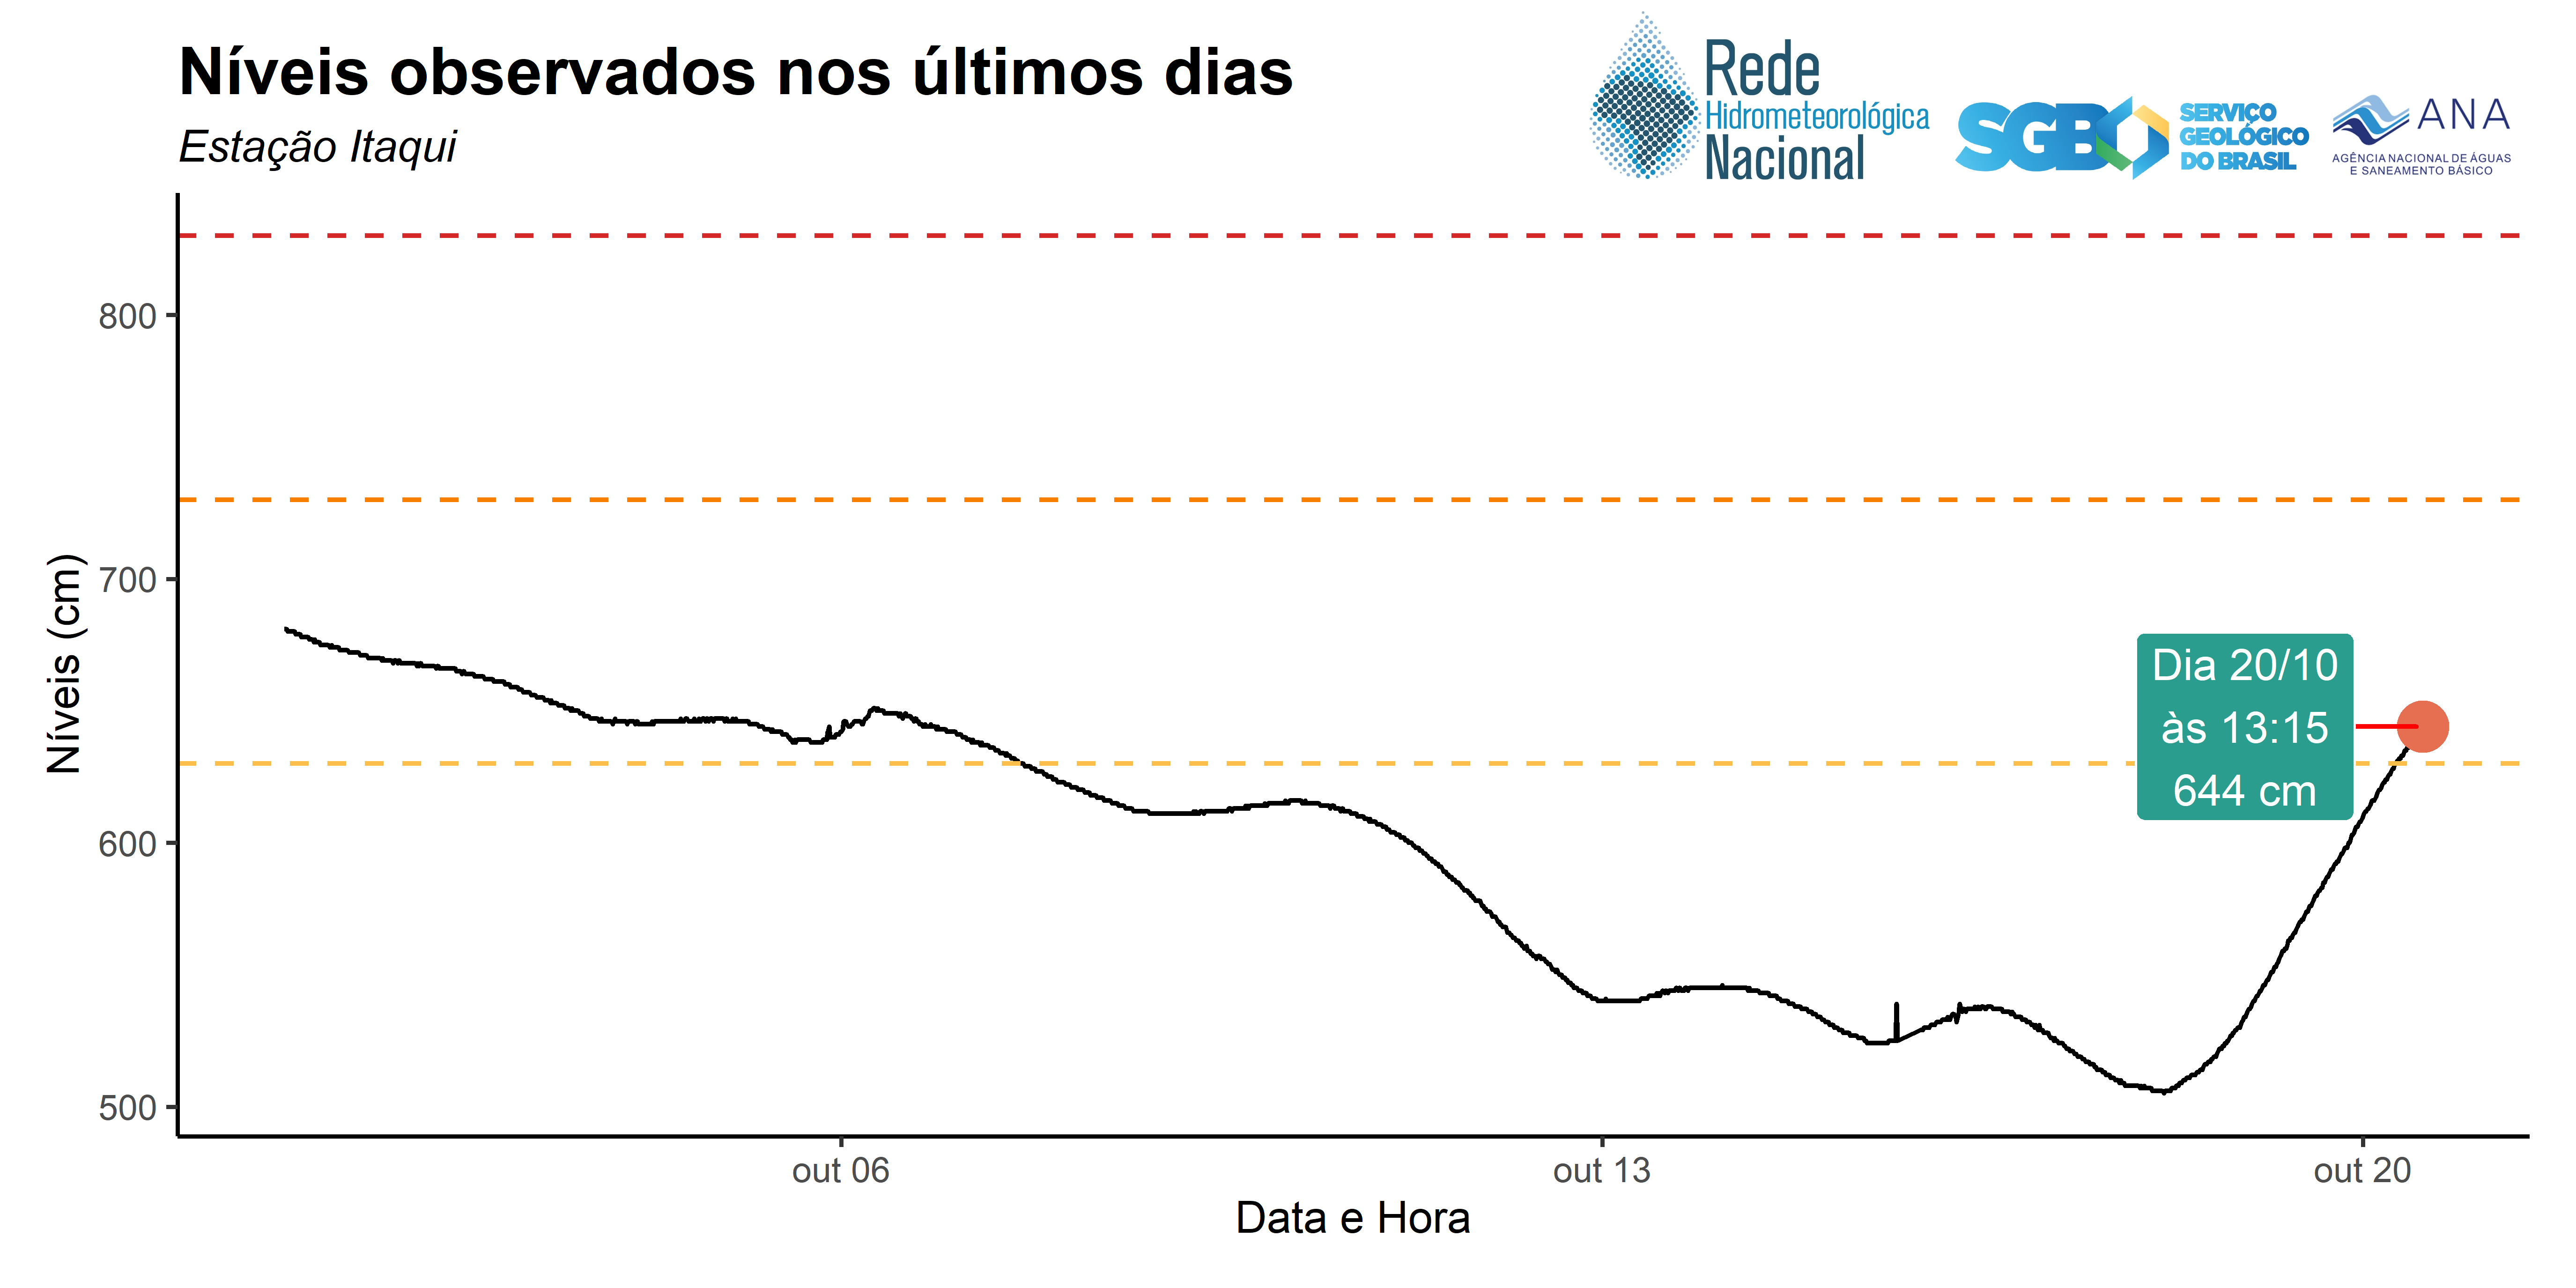 Níveis observados nos últimos dias
Estação Itaqui
Rede
Hidrometeorológica
Nacional
SGB
SERVIÇO
GEOLÓGICO
DO BRASIL
ANA
AGÊNCIA NACIONAL DE ÁGUAS
E SANEAMENTO BÁSICO
Níveis (cm)
800
700
600
500
Dia 20/10
às 13:15
644 cm
out 06
out 13
out 20
Data e Hora